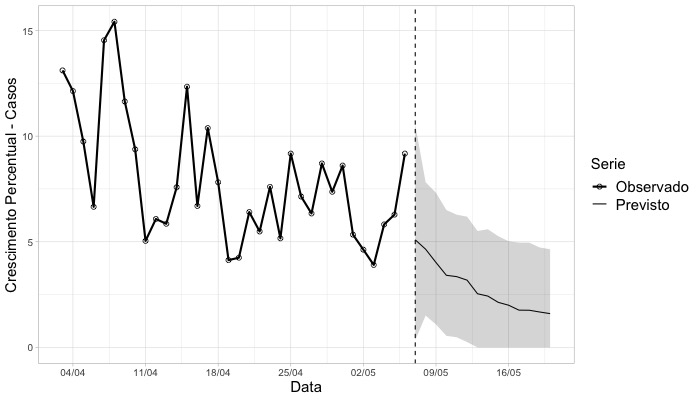 Crescimento Percentual - Casos
15
10
5
0
04/04 11/04 18/04 25/04 02/05 09/05 16/05
Data
Serie
Observado
Previsto